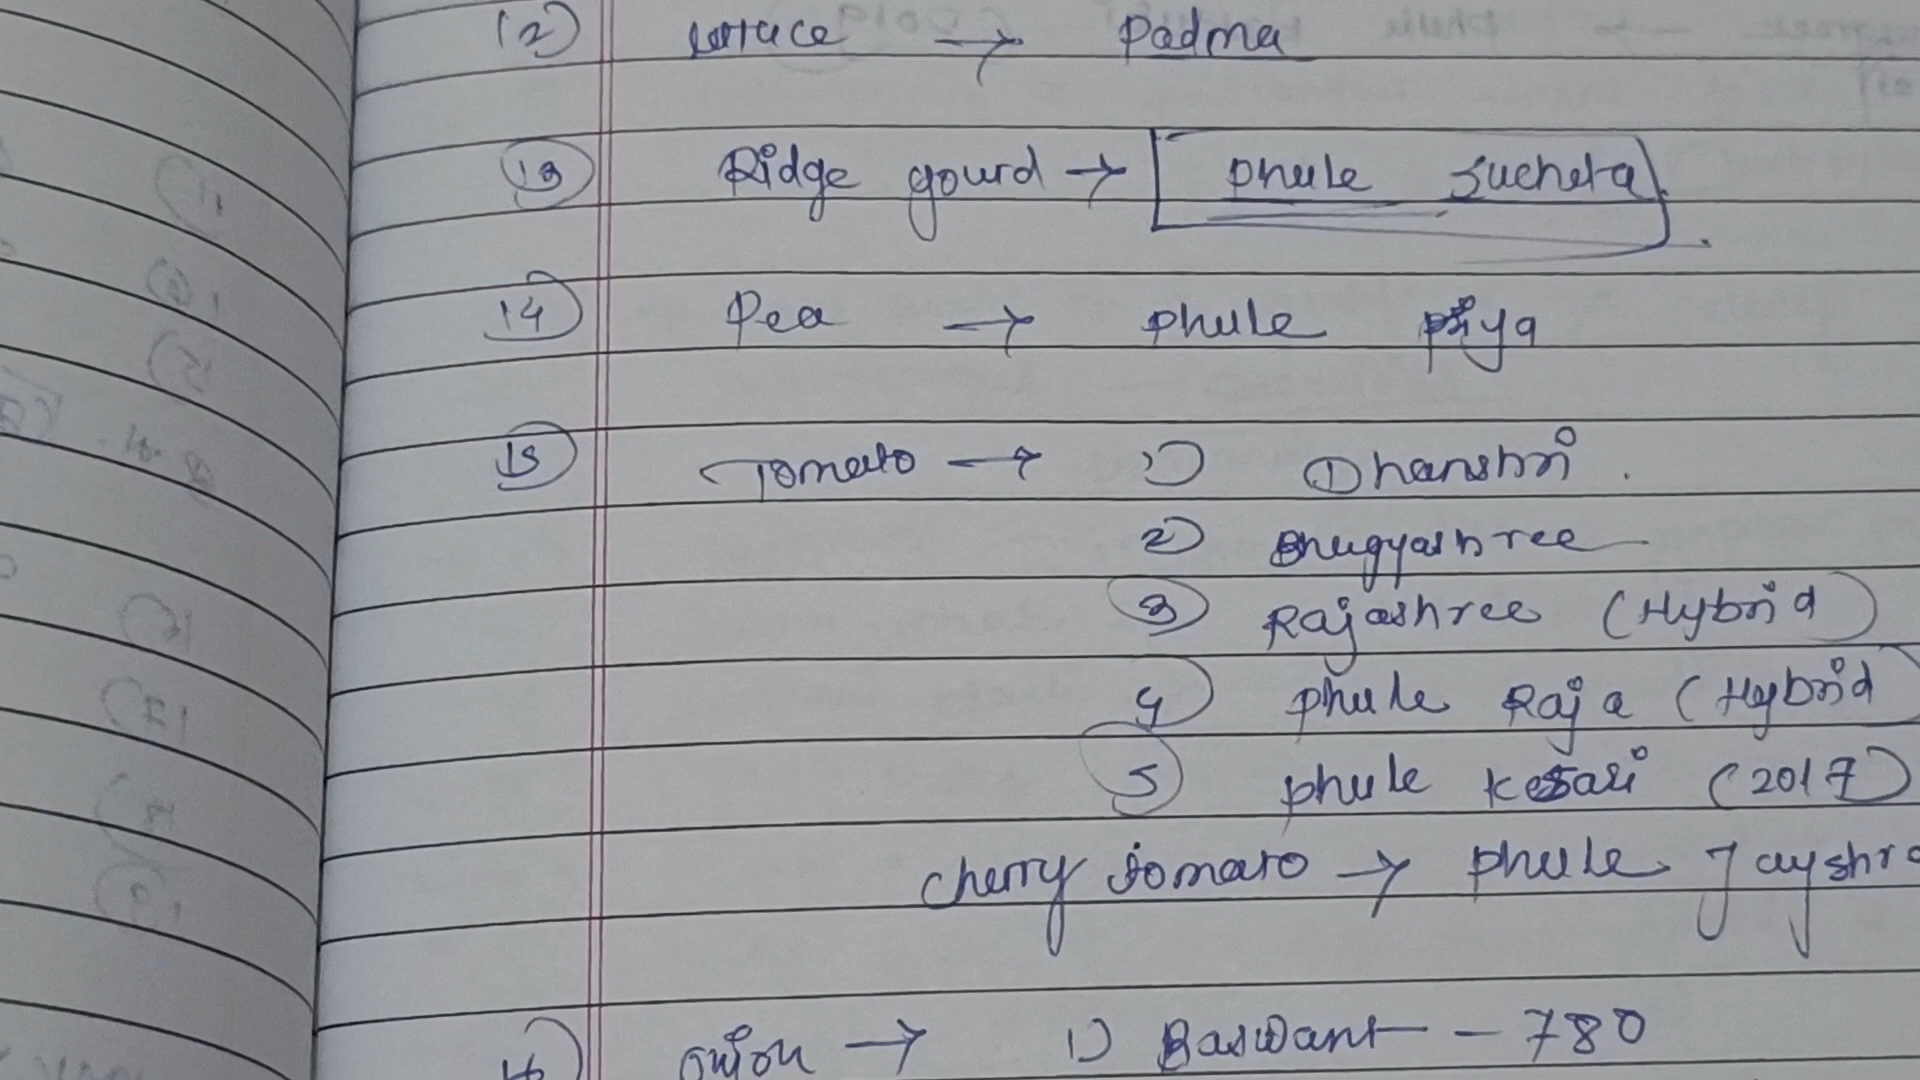 12) Lettuce → Padma
13) Ridge gourd → Phule Sucheta.
14) Pea → Phule Priya
15) Tomato → 1) Dhanshri.
2) Bhagyashree
3) Rajashree (Hybrid)
4) Phule Raja (Hybrid
5) Phule Kesari (2017)
Cherry tomato → Phule Jayshr
16) Onion → 1) Baswant - 780